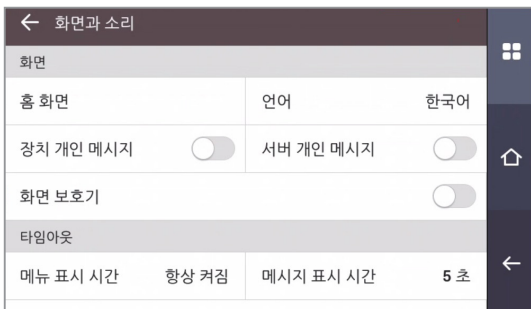 화면과 소리
화면
홈 화면 언어 한국어
장치 개인 메시지 서버 개인 메시지
화면 보호기
타임아웃
메뉴 표시 시간 항상 켜짐 메시지 표시 시간 5 초